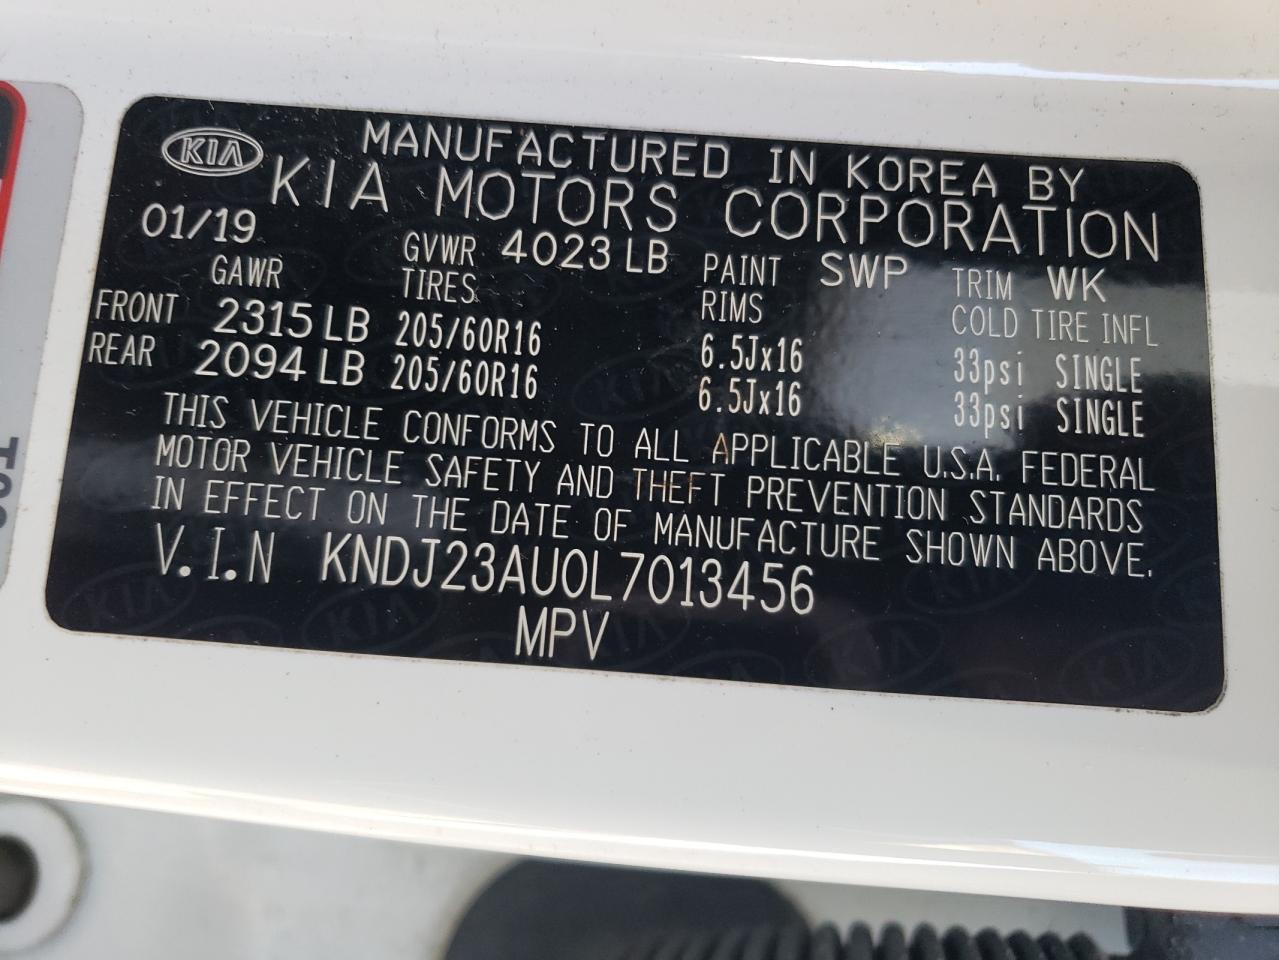 KIA MANUFACTURED IN KOREA BY
KIA MOTORS CORPORATION
01/19 GVWR 4023 LB PAINT SWP TRIM WK
GAWR TIRES RIMS COLD TIRE INFL
FRONT 2315 LB 205/60R16 6.5Jx16 33psi SINGLE
REAR 2094 LB 205/60R16 6.5Jx16 33psi SINGLE
THIS VEHICLE CONFORMS TO ALL APPLICABLE U.S.A. FEDERAL
MOTOR VEHICLE SAFETY AND THEFT PREVENTION STANDARDS
IN EFFECT ON THE DATE OF MANUFACTURE SHOWN ABOVE.
V.I.N KNDJ23AU0L7013456
MPV